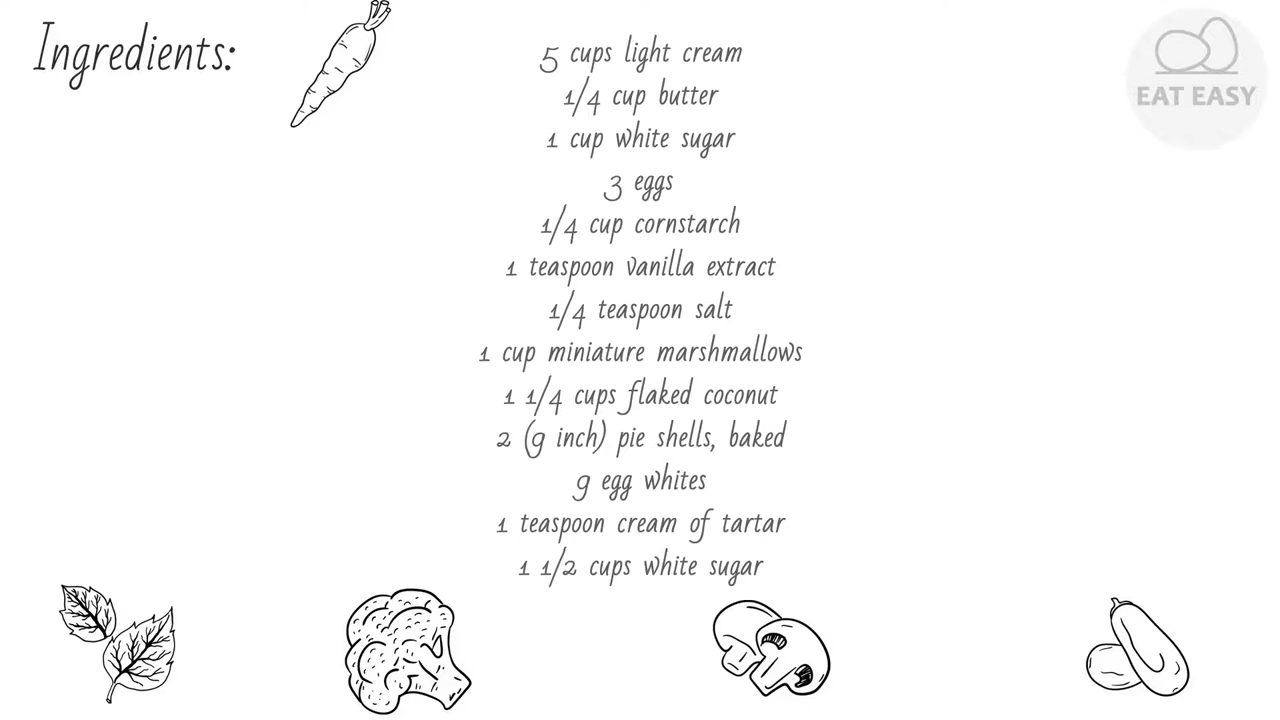 Ingredients:
5 cups light cream
1/4 cup butter
1 cup white sugar
3 eggs
1/4 cup cornstarch
1 teaspoon vanilla extract
1/4 teaspoon salt
1 cup miniature marshmallows
1 1/4 cups flaked coconut
2 (9 inch) pie shells, baked
9 egg whites
1 teaspoon cream of tartar
1 1/2 cups white sugar
EAT EASY